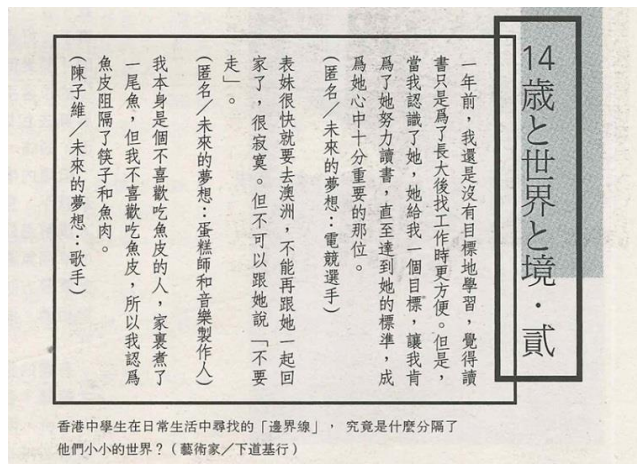 14歳と世界と境・貳
一年前，我還是沒有目標地學習，覺得讀
書只是爲了長大後找工作時更方便。但是，
當我認識了她，她給我一個目標，讓我肯
爲了她努力讀書，直至達到她的標準，成
爲她心中十分重要的那位。
（匿名／未來的夢想：電競選手）
表妹很快就要去澳洲，不能再跟她一起回
家了，很寂寞。但不可以跟她說「不要
走」。
（匿名／未來的夢想：蛋糕師和音樂製作人）
我本身是個不喜歡吃魚皮的人，家裏煮了
一尾魚，但我不喜歡吃魚皮，所以我認爲
魚皮阻隔了筷子和魚肉。
（陳子維／未來的夢想：歌手）
香港中學生在日常生活中尋找的「邊界線」，究竟是什麼分隔了
他們小小的世界？（藝術家／下道基行）